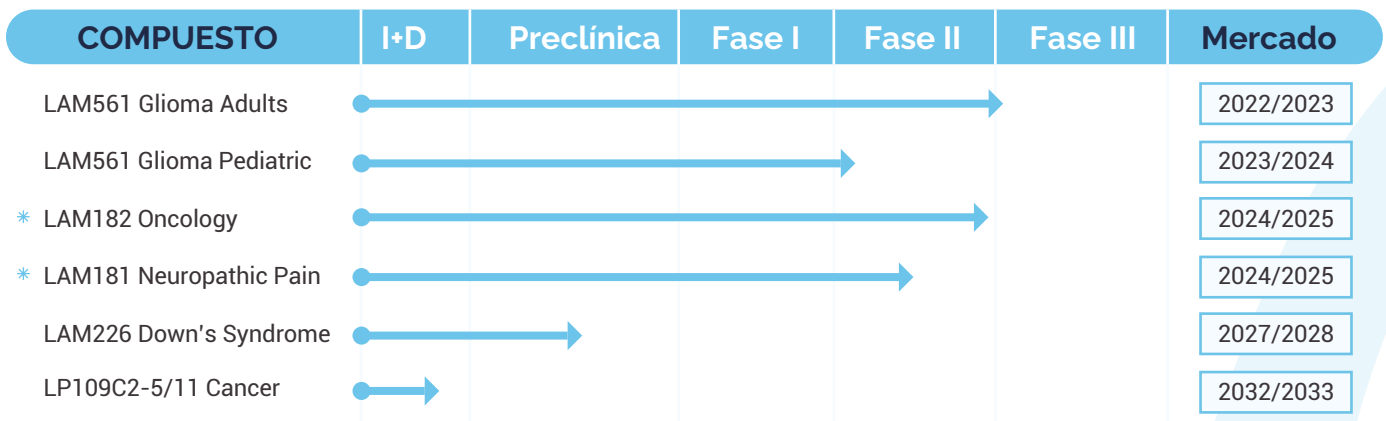 COMPUESTO I+D Preclínica Fase I Fase II Fase III Mercado
LAM561 Glioma Adults 2022/2023
LAM561 Glioma Pediatric 2023/2024
* LAM182 Oncology 2024/2025
* LAM181 Neuropathic Pain 2024/2025
LAM226 Down's Syndrome 2027/2028
LP109C2-5/11 Cancer 2032/2033